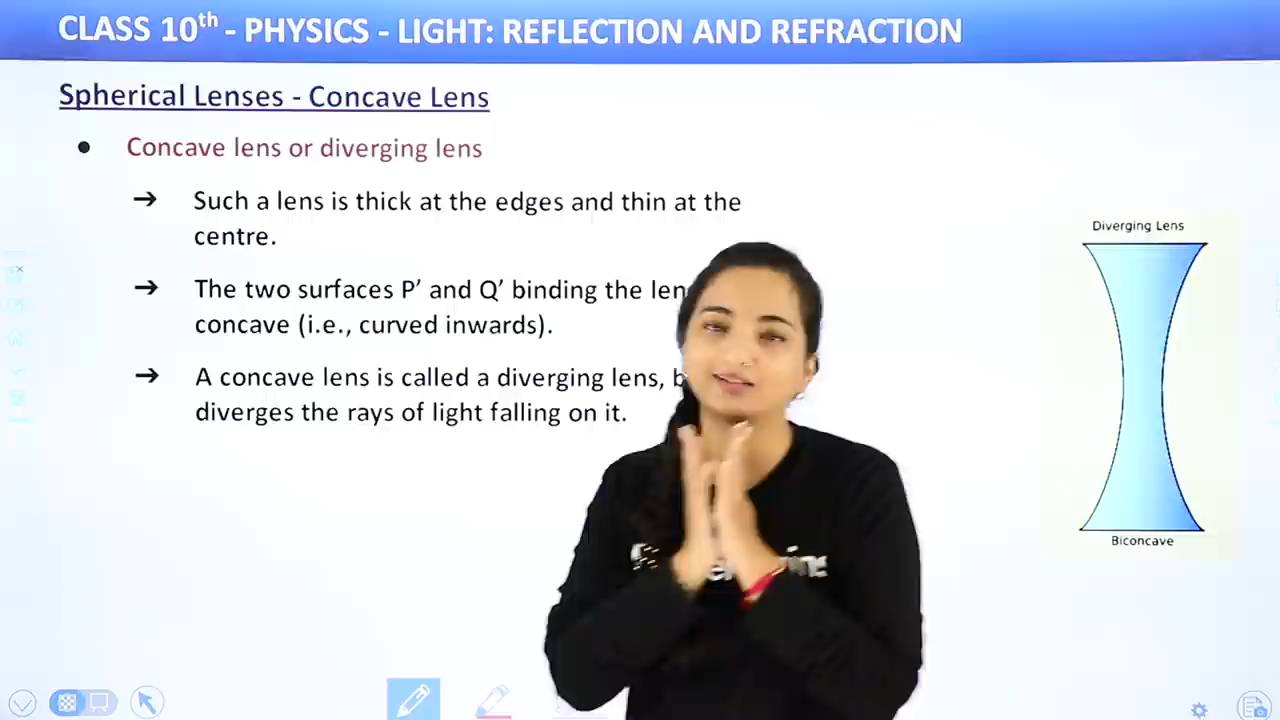 CLASS 10th - PHYSICS - LIGHT: REFLECTION AND REFRACTION
Spherical Lenses - Concave Lens
● Concave lens or diverging lens
➔ Such a lens is thick at the edges and thin at the
centre.
➔ The two surfaces P’ and Q’ binding the len
concave (i.e., curved inwards).
➔ A concave lens is called a diverging lens, b
diverges the rays of light falling on it.
Diverging Lens
Biconcave